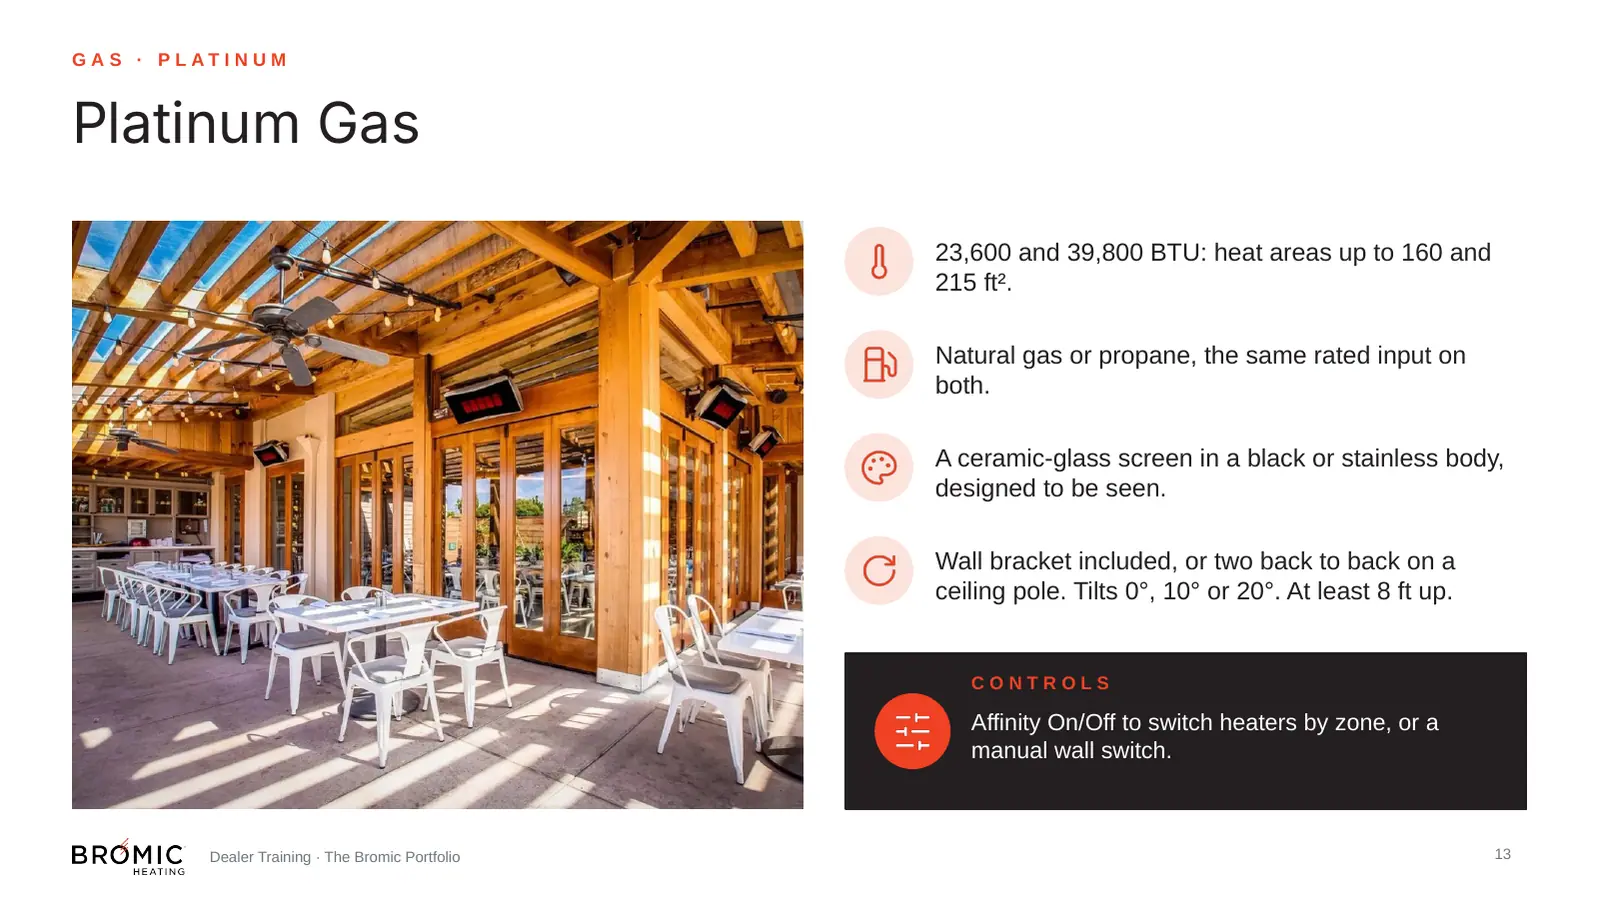 GAS · PLATINUM
Platinum Gas
23,600 and 39,800 BTU: heat areas up to 160 and
215 ft².
Natural gas or propane, the same rated input on
both.
A ceramic-glass screen in a black or stainless body,
designed to be seen.
Wall bracket included, or two back to back on a
ceiling pole. Tilts 0°, 10° or 20°. At least 8 ft up.
CONTROLS
Affinity On/Off to switch heaters by zone, or a
manual wall switch.
BROMIC
HEATING
Dealer Training · The Bromic Portfolio
13